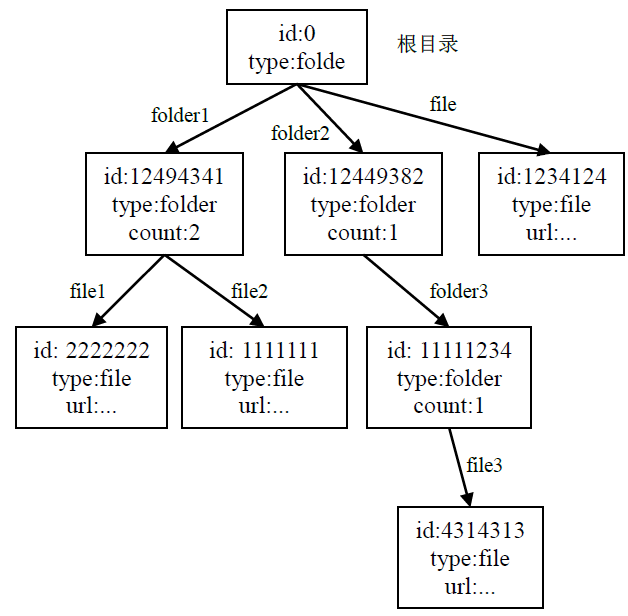 id:0
type:folde
根目录
folder1
folder2
file
id:12494341
type:folder
count:2
id:12449382
type:folder
count:1
id:1234124
type:file
url:...
file1
file2
folder3
id: 2222222
type:file
url:...
id: 1111111
type:file
url:...
id: 11111234
type:folder
count:1
file3
id:4314313
type:file
url:...